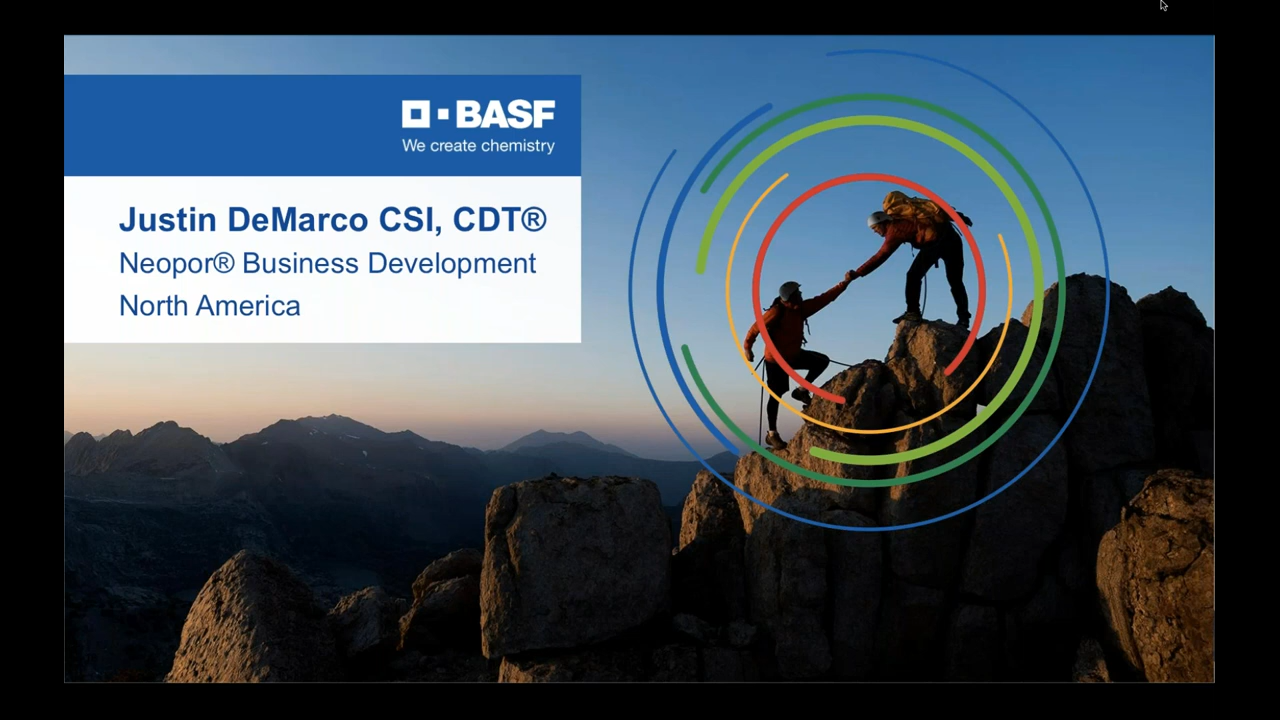 BASF
We create chemistry
Justin DeMarco CSI, CDT®
Neopor® Business Development
North America